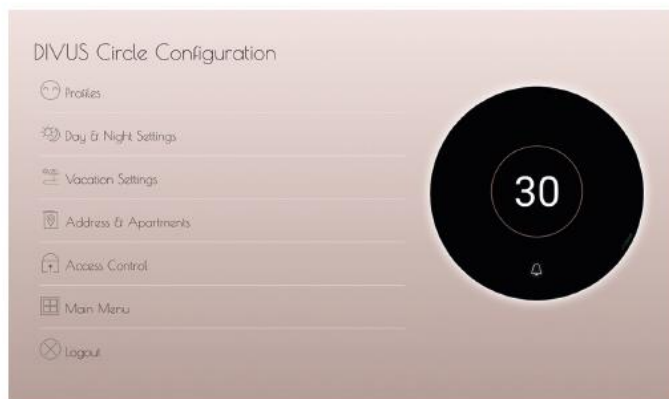 DIVUS Circle Configuration
Profiles
Day & Night Settings
Vacation Settings
Address & Apartments
Access Control
Main Menu
Logout
30